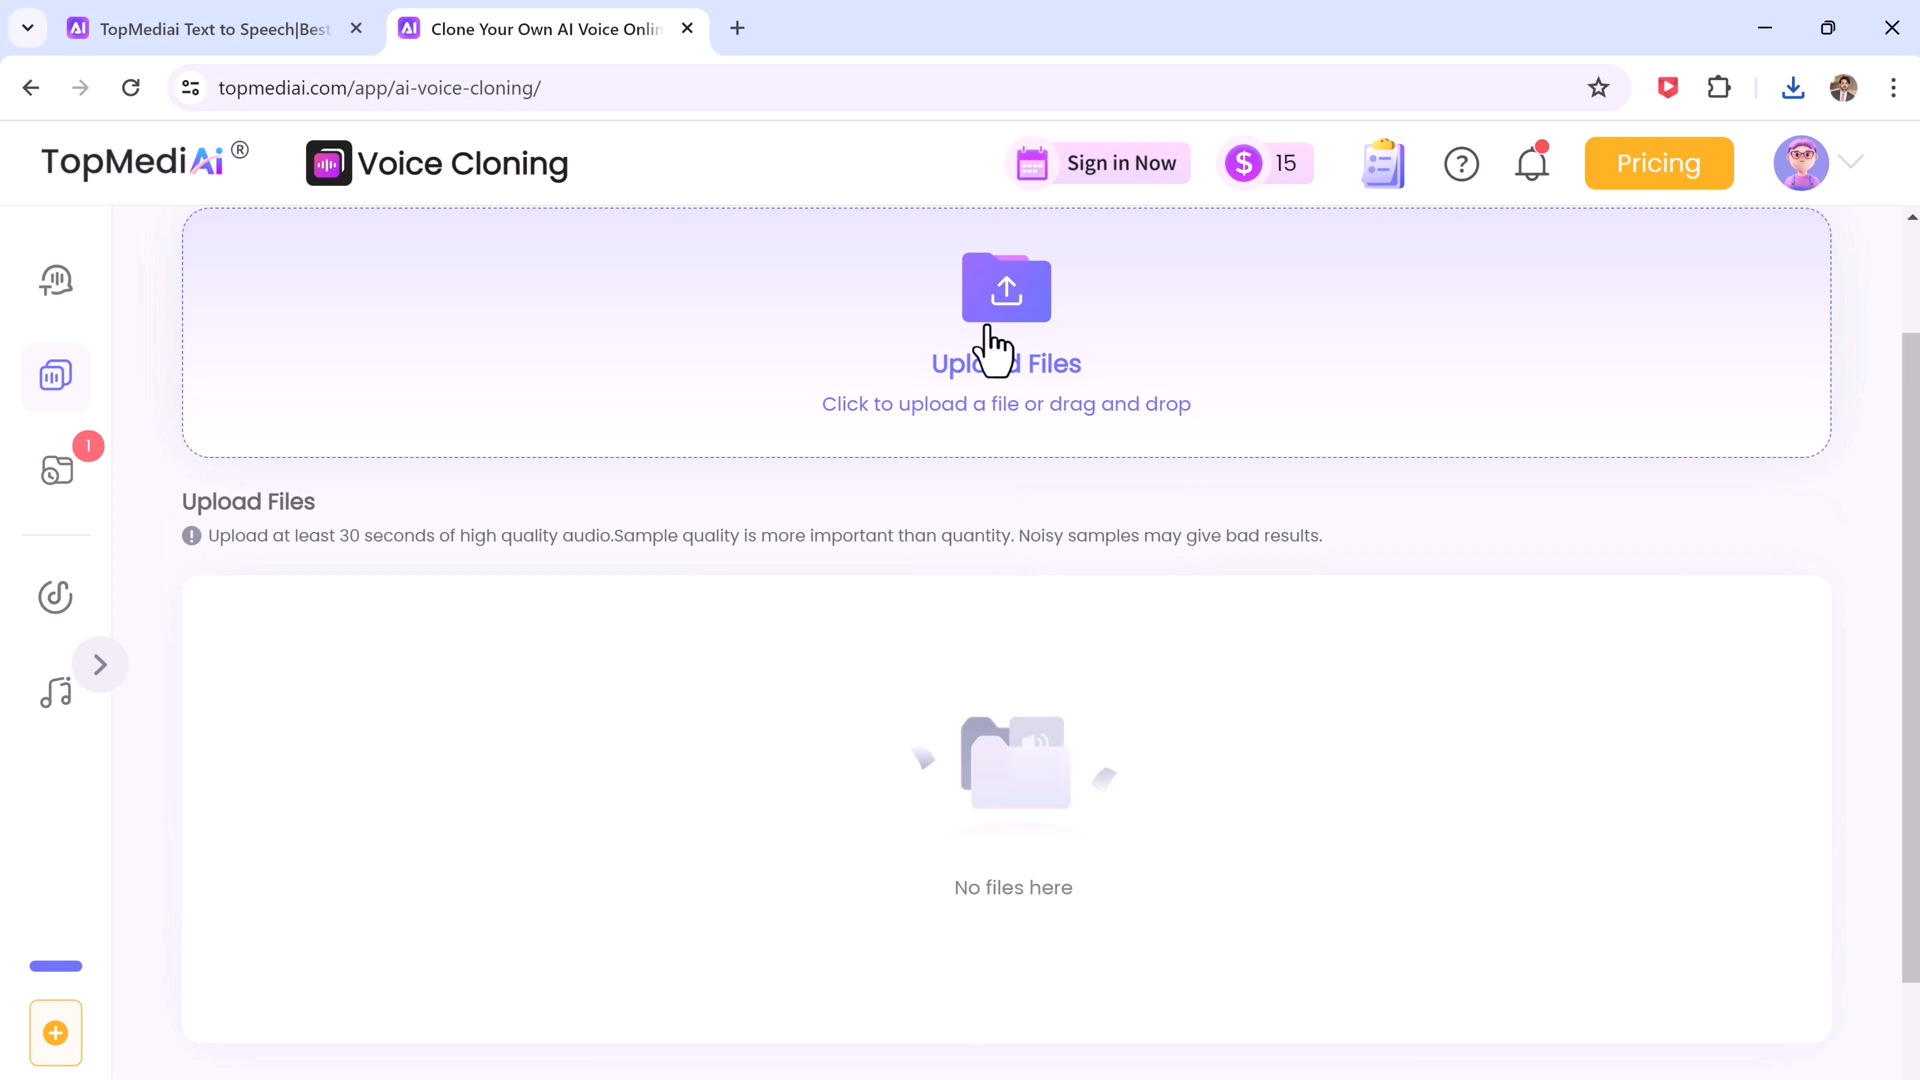 TopMediai Text to Speech|Best
Clone Your Own AI Voice Onlin
topmediai.com/app/ai-voice-cloning/
TopMediAi®
Voice Cloning
Sign in Now
$ 15
?
Pricing
Upload Files
Click to upload a file or drag and drop
1
Upload Files
Upload at least 30 seconds of high quality audio.Sample quality is more important than quantity. Noisy samples may give bad results.
No files here